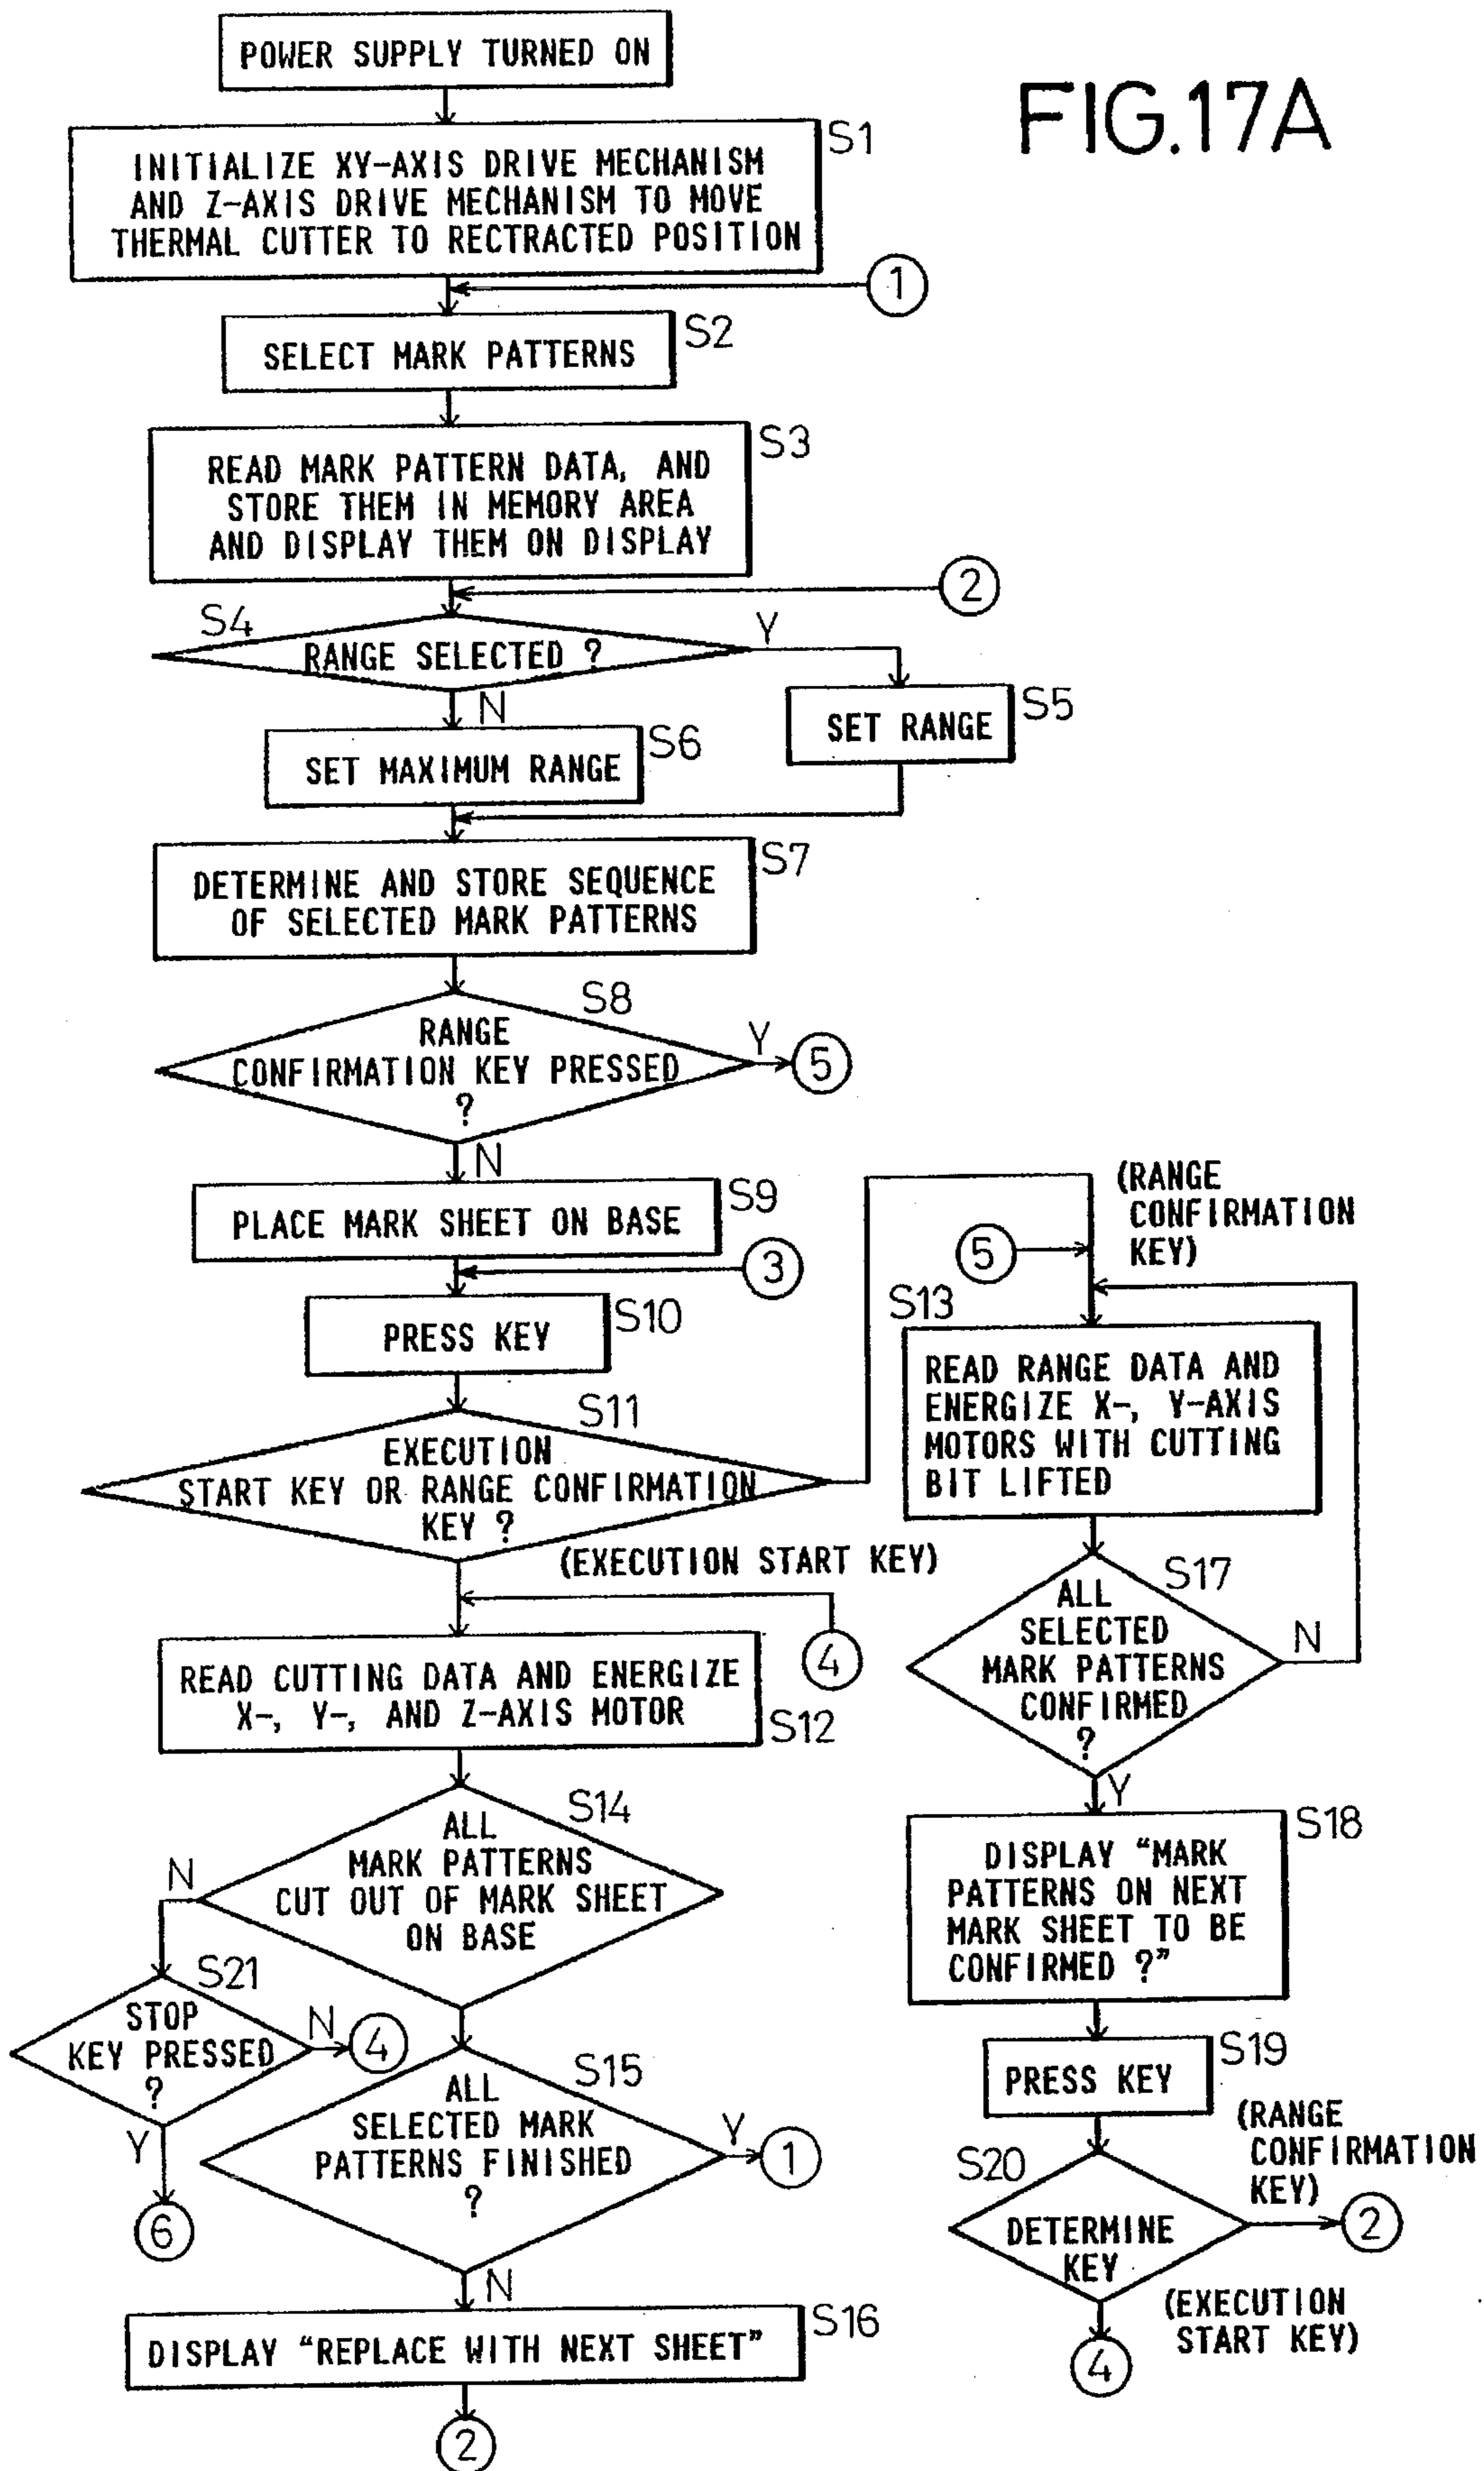 FIG.17A
POWER SUPPLY TURNED ON
S1
INITIALIZE XY-AXIS DRIVE MECHANISM
AND Z-AXIS DRIVE MECHANISM TO MOVE
THERMAL CUTTER TO RECTRACTED POSITION
1
S2
SELECT MARK PATTERNS
S3
READ MARK PATTERN DATA, AND
STORE THEM IN MEMORY AREA
AND DISPLAY THEM ON DISPLAY
2
S4
RANGE SELECTED ?
Y
N
S5
SET RANGE
S6
SET MAXIMUM RANGE
S7
DETERMINE AND STORE SEQUENCE
OF SELECTED MARK PATTERNS
S8
RANGE
CONFIRMATION KEY PRESSED
?
Y
5
N
S9
PLACE MARK SHEET ON BASE
3
S10
PRESS KEY
S11
EXECUTION
START KEY OR RANGE CONFIRMATION
KEY ?
(EXECUTION START KEY)
4
READ CUTTING DATA AND ENERGIZE
X-, Y-, AND Z-AXIS MOTOR
S12
S14
ALL
MARK PATTERNS
CUT OUT OF MARK SHEET
ON BASE
N
S21
STOP
KEY PRESSED
?
N
4
Y
6
S15
ALL
SELECTED MARK
PATTERNS FINISHED
?
Y
1
N
S16
DISPLAY “REPLACE WITH NEXT SHEET”
2
(RANGE
CONFIRMATION
KEY)
5
S13
READ RANGE DATA AND
ENERGIZE X-, Y-AXIS
MOTORS WITH CUTTING
BIT LIFTED
S17
ALL
SELECTED
MARK PATTERNS
CONFIRMED
?
N
Y
S18
DISPLAY “MARK
PATTERNS ON NEXT
MARK SHEET TO BE
CONFIRMED ?”
S19
PRESS KEY
S20
DETERMINE
KEY
(RANGE
CONFIRMATION
KEY)
2
(EXECUTION
START KEY)
4